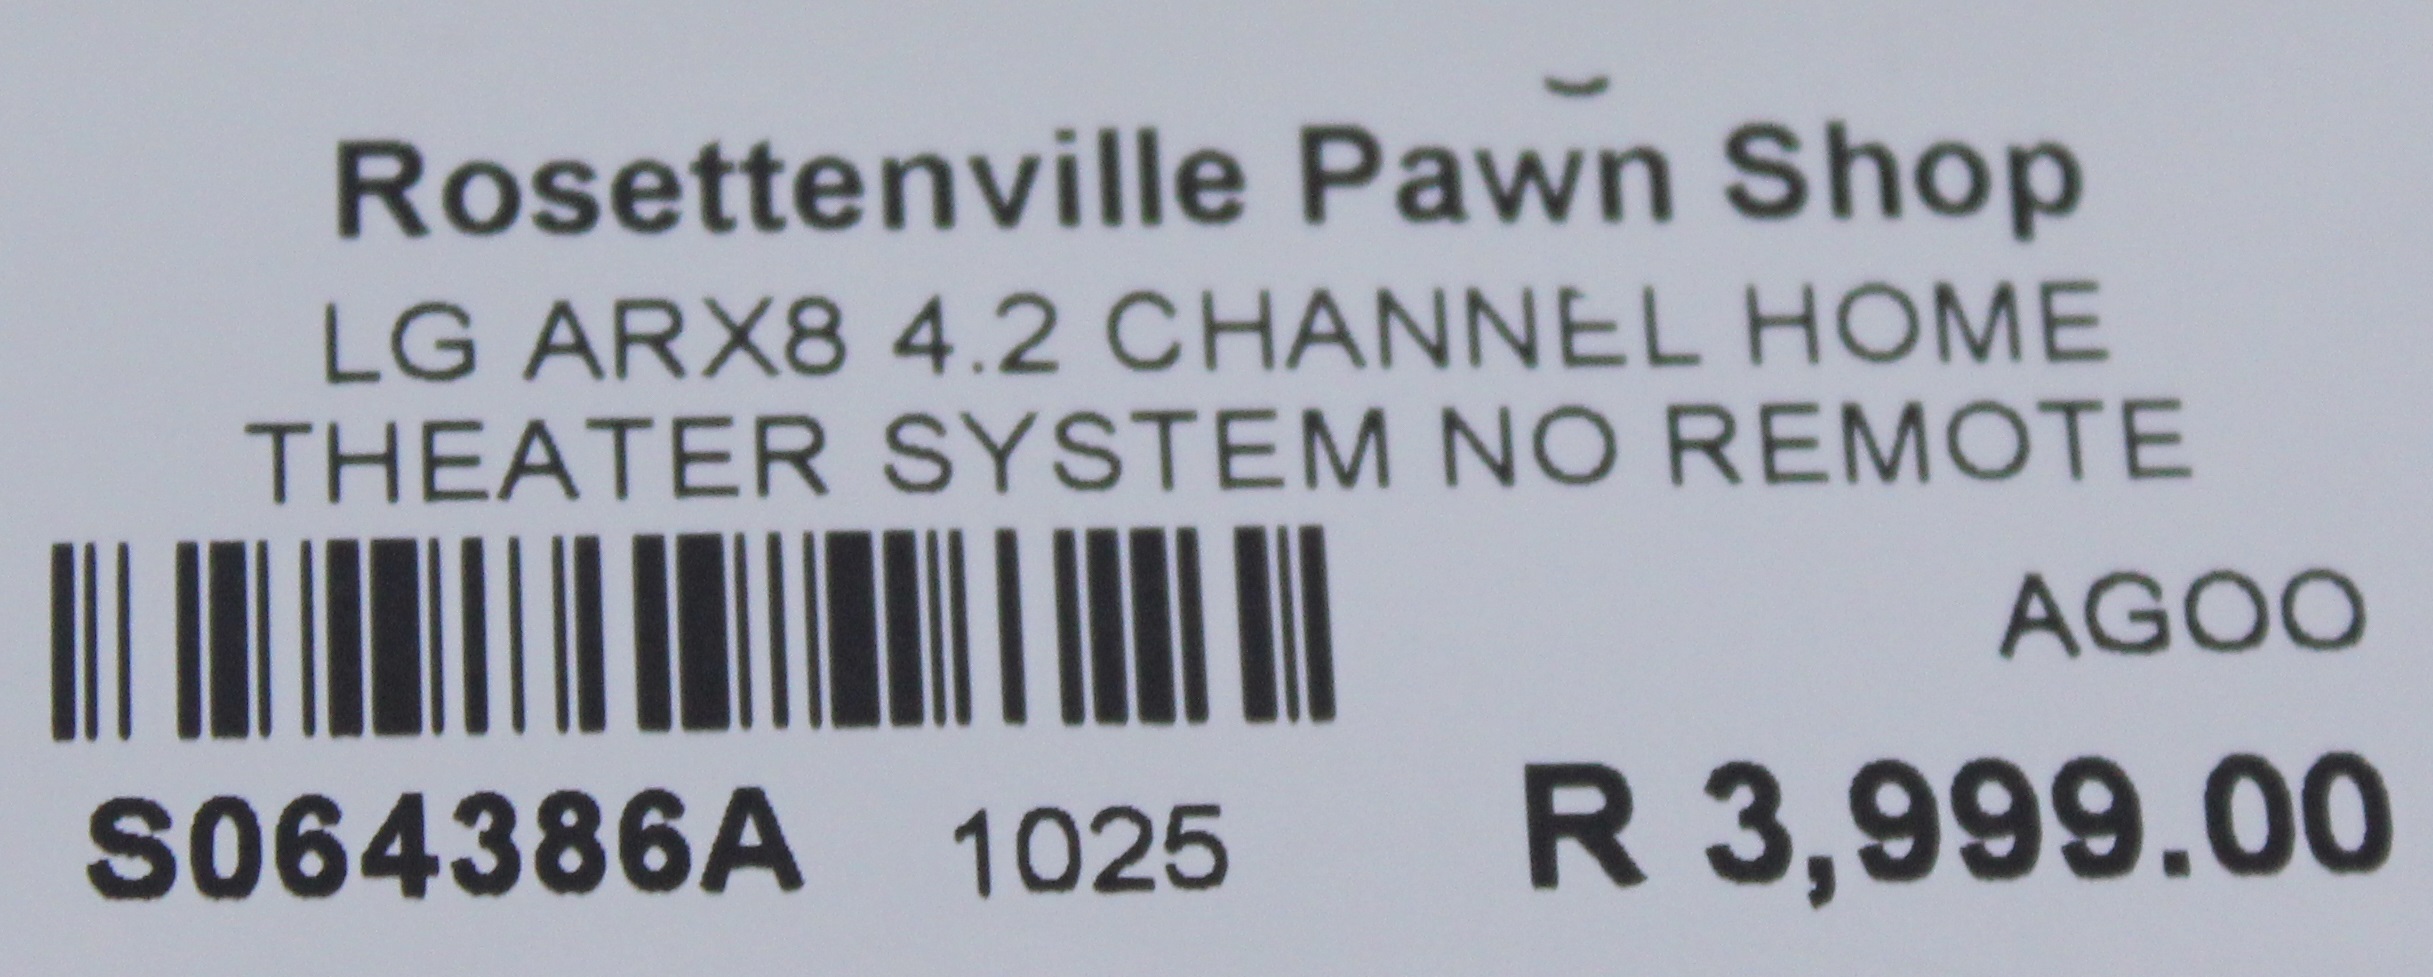 Rosettenville Pawn Shop
LG ARX8 4.2 CHANNEL HOME
THEATER SYSTEM NO REMOTE
AGOO
S064386A 1025 R 3,999.00